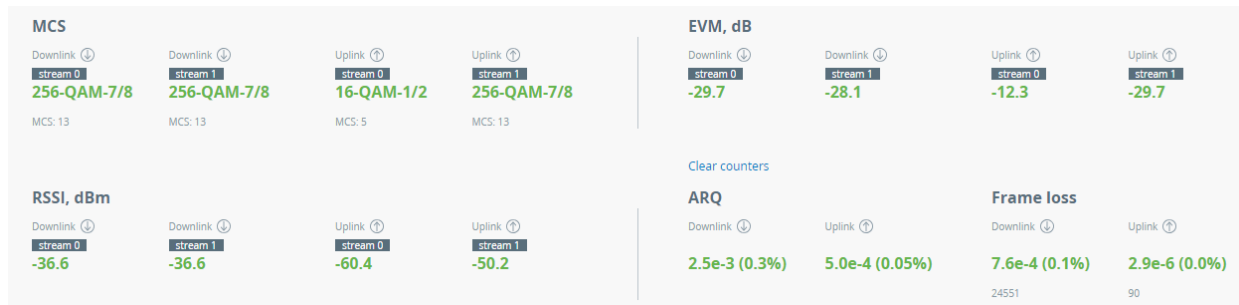 MCS
Downlink Downlink Uplink Uplink
stream 0 stream 1 stream 0 stream 1
256-QAM-7/8 256-QAM-7/8 16-QAM-1/2 256-QAM-7/8
MCS: 13 MCS: 13 MCS: 5 MCS: 13
EVM, dB
Downlink Downlink Uplink Uplink
stream 0 stream 1 stream 0 stream 1
-29.7 -28.1 -12.3 -29.7
RSSI, dBm
Downlink Downlink Uplink Uplink
stream 0 stream 1 stream 0 stream 1
-36.6 -36.6 -60.4 -50.2
Clear counters
ARQ Frame loss
Downlink Uplink Downlink Uplink
2.5e-3 (0.3%) 5.0e-4 (0.05%) 7.6e-4 (0.1%) 2.9e-6 (0.0%)
24551 90